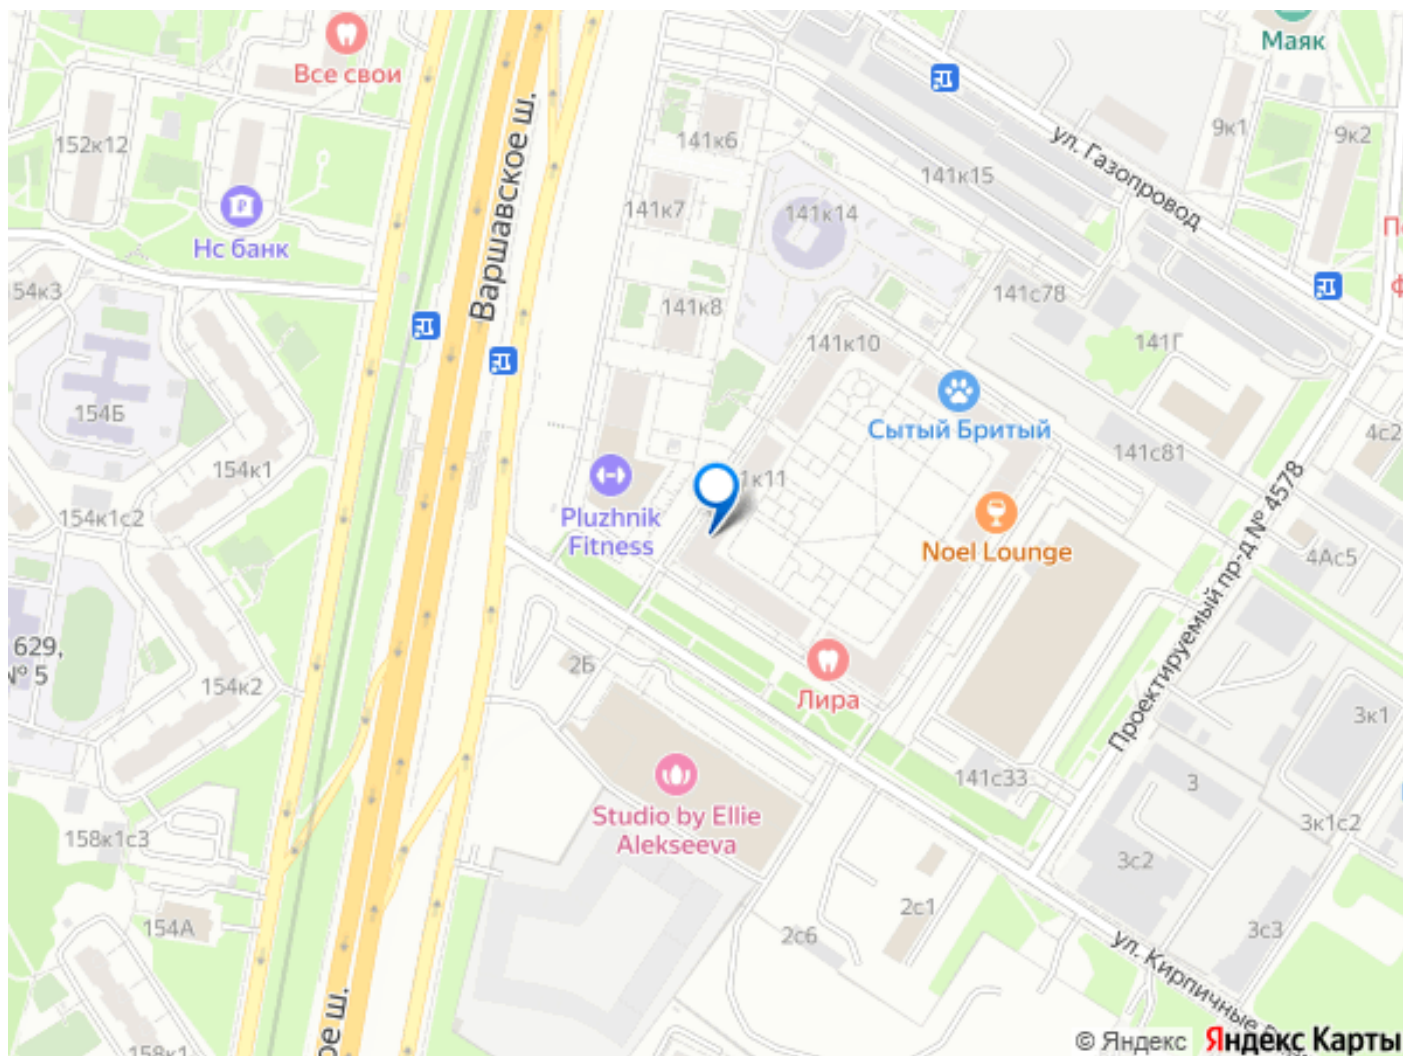 Маяк
Все свои
ул. Газопровод
9к1
9к2
152к12
Варшавское ш.
141к6
141к15
141к7
141к14
Нс банк
54к3
141с78
141к8
141к10
141Г
154Б
Сытый Бритый
141с81
4с2
154к1
1к11
154к1с2
Pluzhnik
Fitness
Noel Lounge
Проектируемый пр-д № 4578
4Ас5
629,
№ 5
2Б
154к2
Лира
3к1
141с33
3
Studio by Ellie
Alekseeva
158к1с3
3к1с2
3с2
154А
2с1
2с6
3с3
ул. Кирпичные
ое ш.
158к1
© Яндекс
Яндекс Карты